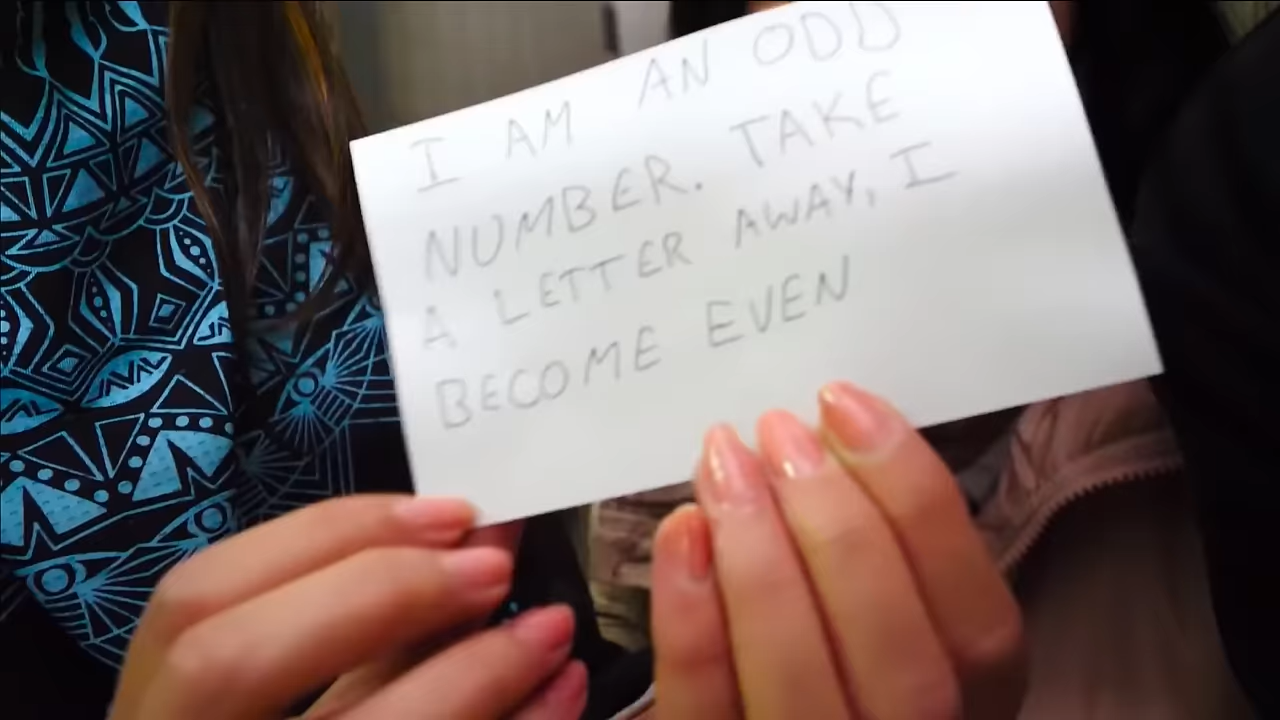 I AM AN ODD
NUMBER. TAKE
A LETTER AWAY, I
BECOME EVEN